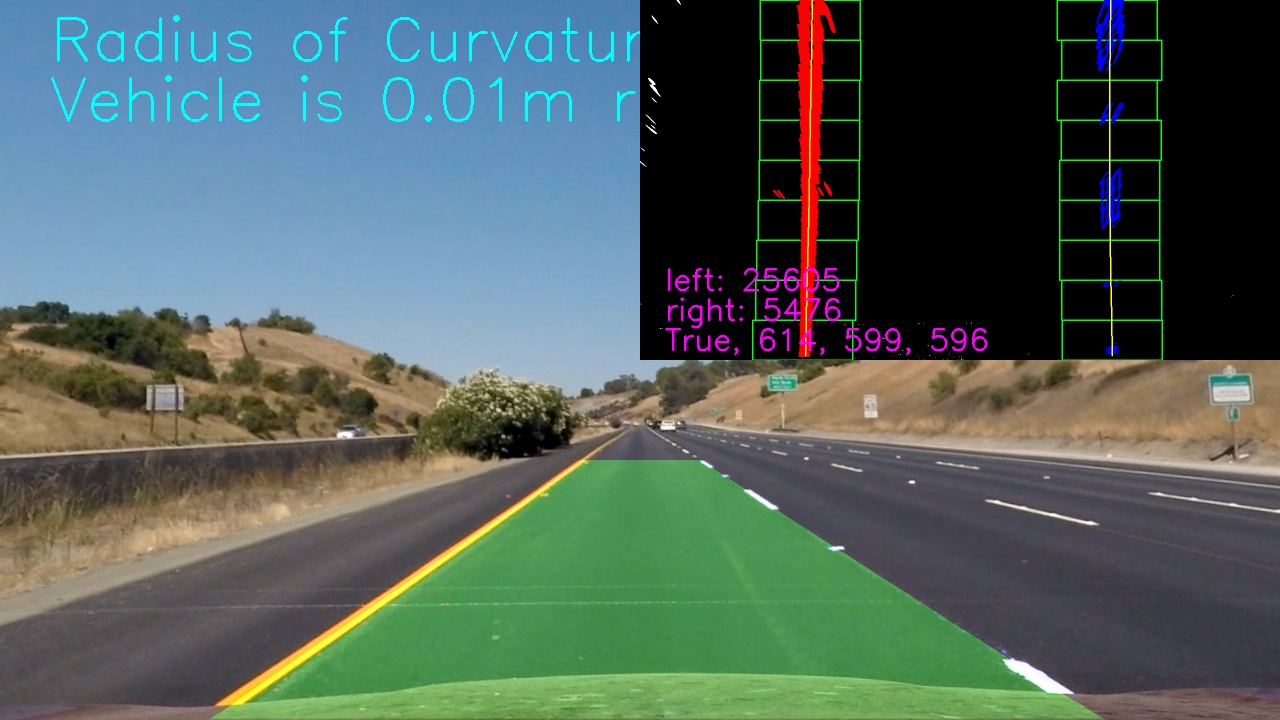 Radius of Curvatur
Vehicle is 0.01m r
left: 25605
right: 5476
True, 614, 599, 596